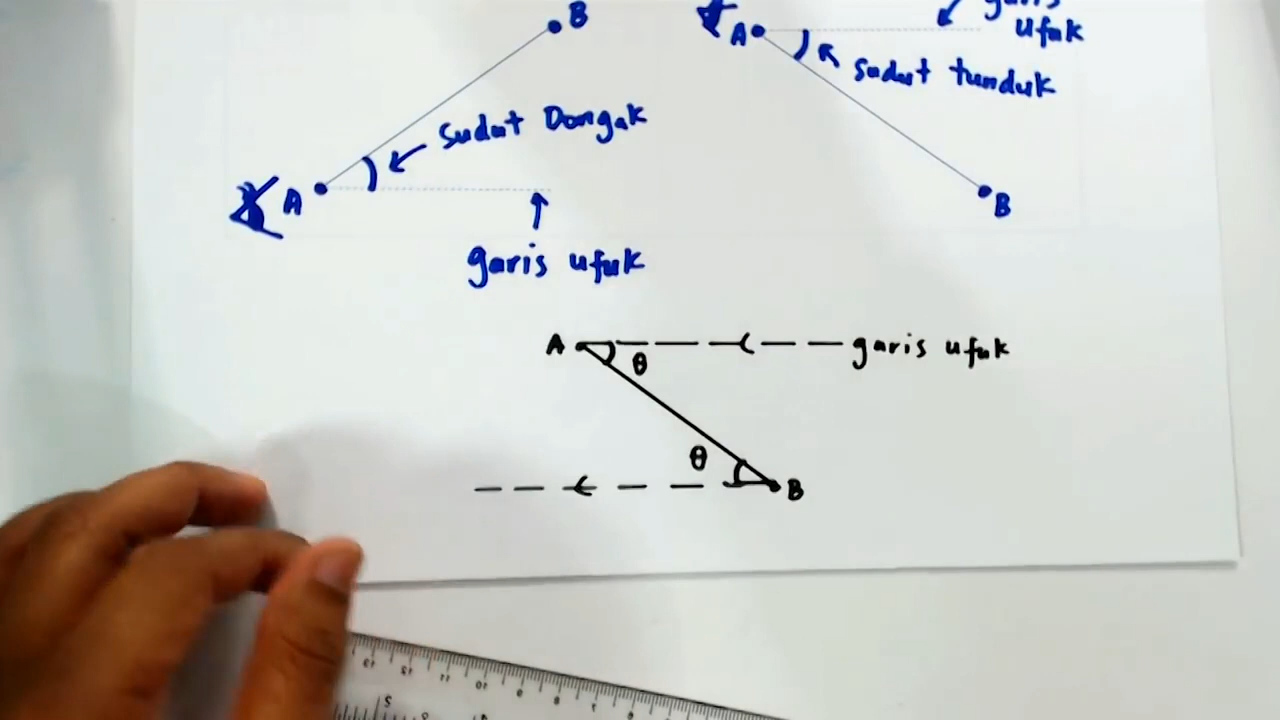 B
Sudut Dongak
A
garis ufuk
garis
ufuk
A
sudut tunduk
B
A θ garis ufuk
θ B